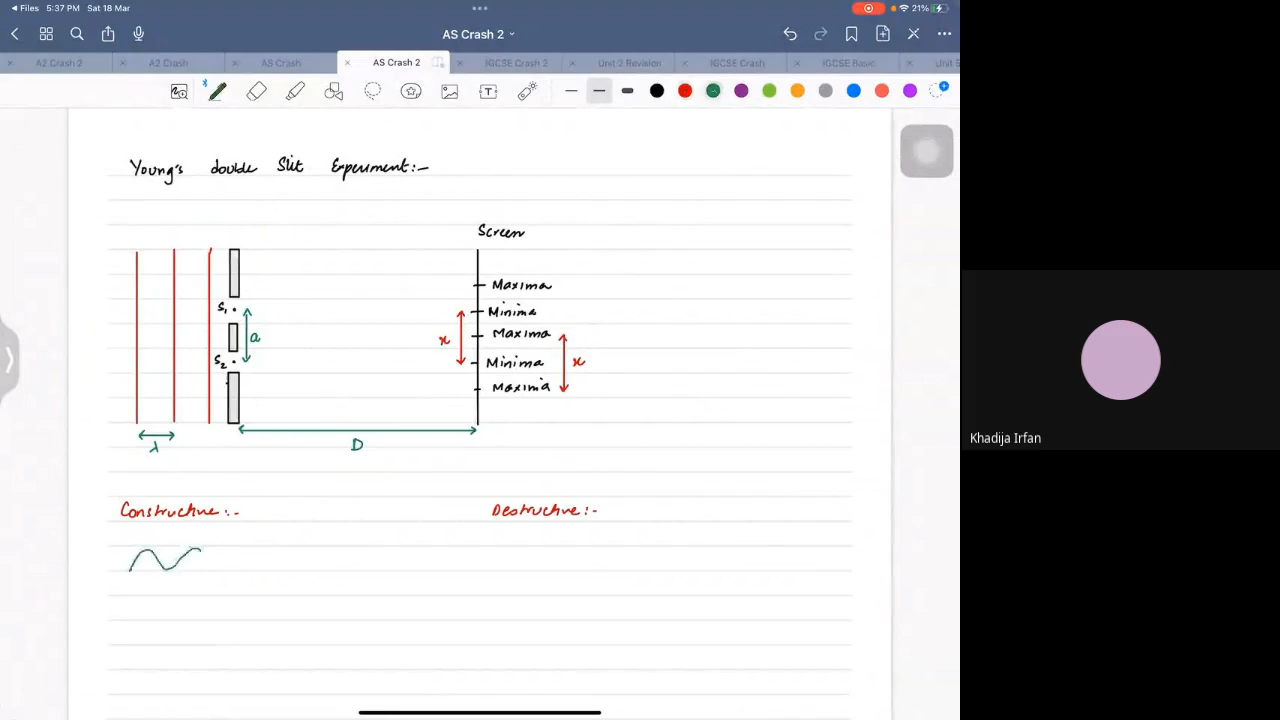 Files 5:37 PM Sat 18 Mar 21%
AS Crash 2
A2 Crash 2 A2 Crash AS Crash AS Crash 2 IGCSE Crash 2 Unit 2 Revision IGCSE Crash IGCSE Basic Unit 5
Young's double Slit Experiment:-
Screen
Maxima
S1 Minima
a x Maxima
S2 Minima x
Maxima
λ D
Constructive:- Destructive:-
Khadija Irfan